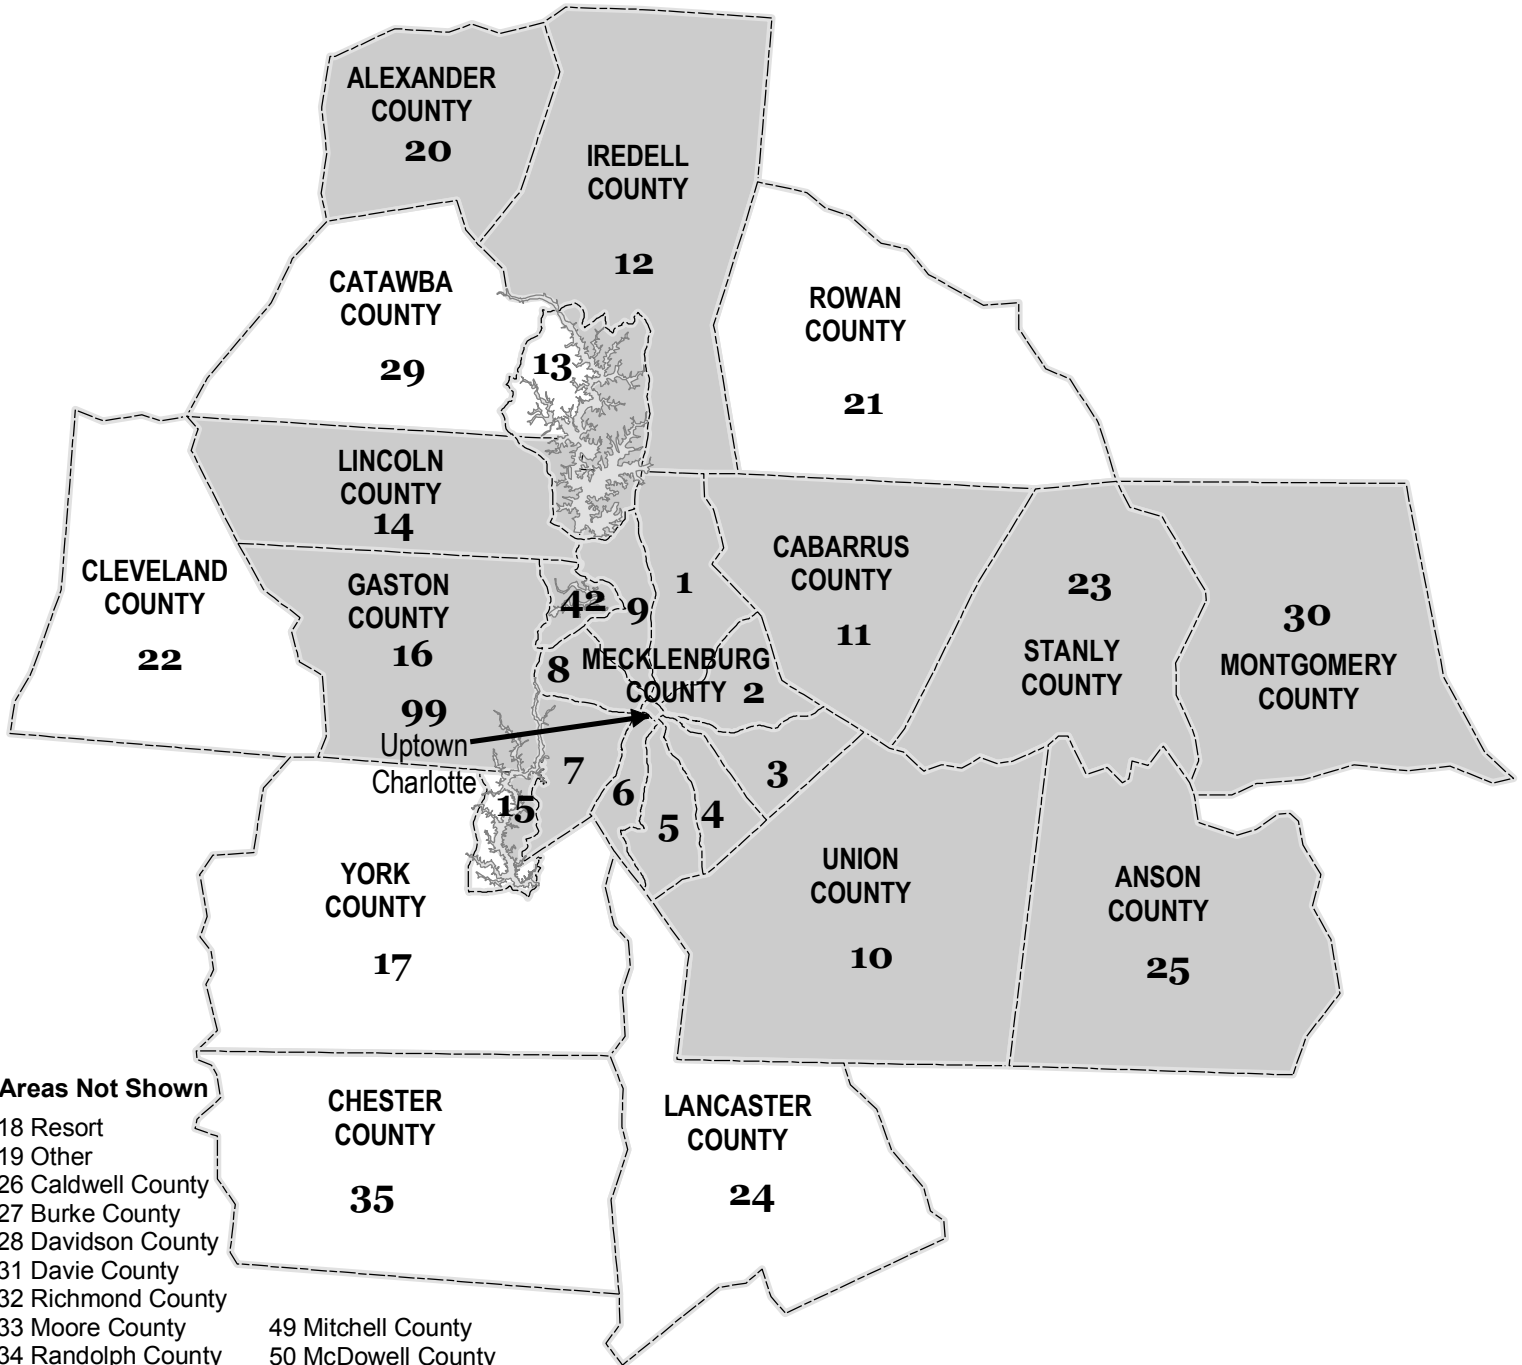 ALEXANDER
COUNTY
20
IREDELL
COUNTY
12
CATAWBA
COUNTY
29
13
ROWAN
COUNTY
21
LINCOLN
COUNTY
14
CLEVELAND
COUNTY
22
GASTON
COUNTY
16
99
Uptown
Charlotte
42
9
1
8
MECKLENBURG
COUNTY
2
CABARRUS
COUNTY
11
23
STANLY
COUNTY
30
MONTGOMERY
COUNTY
7
6
5
4
3
15
YORK
COUNTY
17
UNION
COUNTY
10
ANSON
COUNTY
25
CHESTER
COUNTY
35
LANCASTER
COUNTY
24
Areas Not Shown
18 Resort
19 Other
26 Caldwell County
27 Burke County
28 Davidson County
31 Davie County
32 Richmond County
33 Moore County
34 Randolph County
49 Mitchell County
50 McDowell County